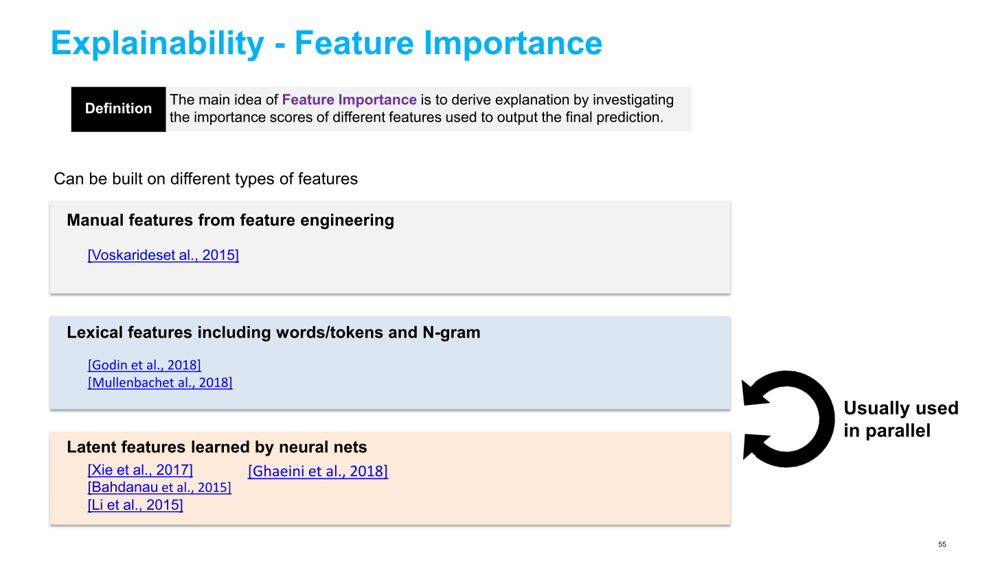 Explainability - Feature Importance
Definition
The main idea of Feature Importance is to derive explanation by investigating
the importance scores of different features used to output the final prediction.
Can be built on different types of features
Manual features from feature engineering
[Voskarideset al., 2015]
Lexical features including words/tokens and N-gram
[Godin et al., 2018]
[Mullenbachet al., 2018]
Usually used
in parallel
Latent features learned by neural nets
[Xie et al., 2017]
[Ghaeini et al., 2018]
[Bahdanau et al., 2015]
[Li et al., 2015]
55